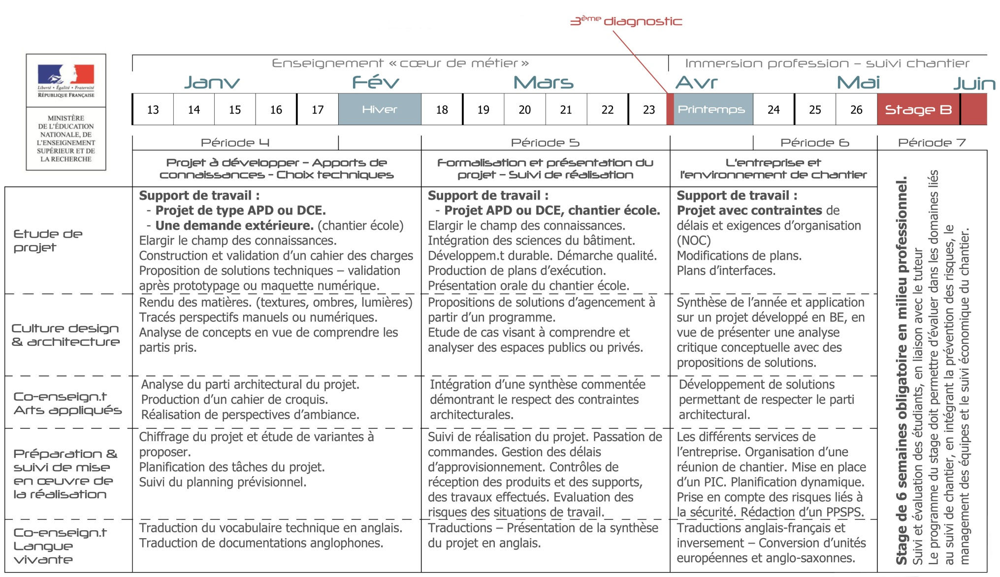 3ème diagnostic
Liberté • Égalité • Fraternité
RÉPUBLIQUE FRANÇAISE
MINISTÈRE
DE L'ÉDUCATION
NATIONALE, DE
L'ENSEIGNEMENT
SUPÉRIEUR ET DE
LA RECHERCHE
Enseignement « cœur de métier »
Immersion profession – suivi chantier
Janv Fév Mars Avr Mai Juin
13 14 15 16 17 Hiver 18 19 20 21 22 23 Printemps 24 25 26 Stage B
Période 4 Période 5 Période 6 Période 7
Projet à développer – Apports de
connaissances - Choix techniques
Formalisation et présentation du
projet – Suivi de réalisation
L'entreprise et
l'environnement de chantier
Etude de
projet
Support de travail :
- Projet de type APD ou DCE.
- Une demande extérieure. (chantier école)
Elargir le champ des connaissances.
Construction et validation d'un cahier des charges
Proposition de solutions techniques – validation
après prototypage ou maquette numérique.
Support de travail :
- Projet APD ou DCE, chantier école.
Elargir le champ des connaissances.
Intégration des sciences du bâtiment.
Développem.t durable. Démarche qualité.
Production de plans d'exécution.
Présentation orale du chantier école.
Support de travail :
Projet avec contraintes de
délais et exigences d'organisation
(NOC)
Modifications de plans.
Plans d'interfaces.
Culture design
& architecture
Rendu des matières. (textures, ombres, lumières)
Tracés perspectifs manuels ou numériques.
Analyse de concepts en vue de comprendre les
partis pris.
Propositions de solutions d'agencement à
partir d'un programme.
Etude de cas visant à comprendre et
analyser des espaces publics ou privés.
Synthèse de l'année et application
sur un projet développé en BE, en
vue de présenter une analyse
critique conceptuelle avec des
propositions de solutions.
Co-enseign.t
Arts appliqués
Analyse du parti architectural du projet.
Production d'un cahier de croquis.
Réalisation de perspectives d'ambiance.
Intégration d'une synthèse commentée
démontrant le respect des contraintes
architecturales.
Développement de solutions
permettant de respecter le parti
architectural.
Préparation &
suivi de mise
en œuvre de
la réalisation
Chiffrage du projet et étude de variantes à
proposer.
Planification des tâches du projet.
Suivi du planning prévisionnel.
Suivi de réalisation du projet. Passation de
commandes. Gestion des délais
d'approvisionnement. Contrôles de
réception des produits et des supports,
des travaux effectués. Evaluation des
risques des situations de travail.
Les différents services de
l'entreprise. Organisation d'une
réunion de chantier. Mise en place
d'un PIC. Planification dynamique.
Prise en compte des risques liés à
la sécurité. Rédaction d'un PPSPS.
Co-enseign.t
Langue
vivante
Traduction du vocabulaire technique en anglais.
Traduction de documentations anglophones.
Traductions – Présentation de la synthèse
du projet en anglais.
Traductions anglais-français et
inversement – Conversion d'unités
européennes et anglo-saxonnes.
Stage de 6 semaines obligatoire en milieu professionnel.
Suivi et évaluation des étudiants, en liaison avec le tuteur
Le programme du stage doit permettre d'évaluer dans les domaines liés
au suivi de chantier, en intégrant la prévention des risques, le
management des équipes et le suivi économique du chantier.